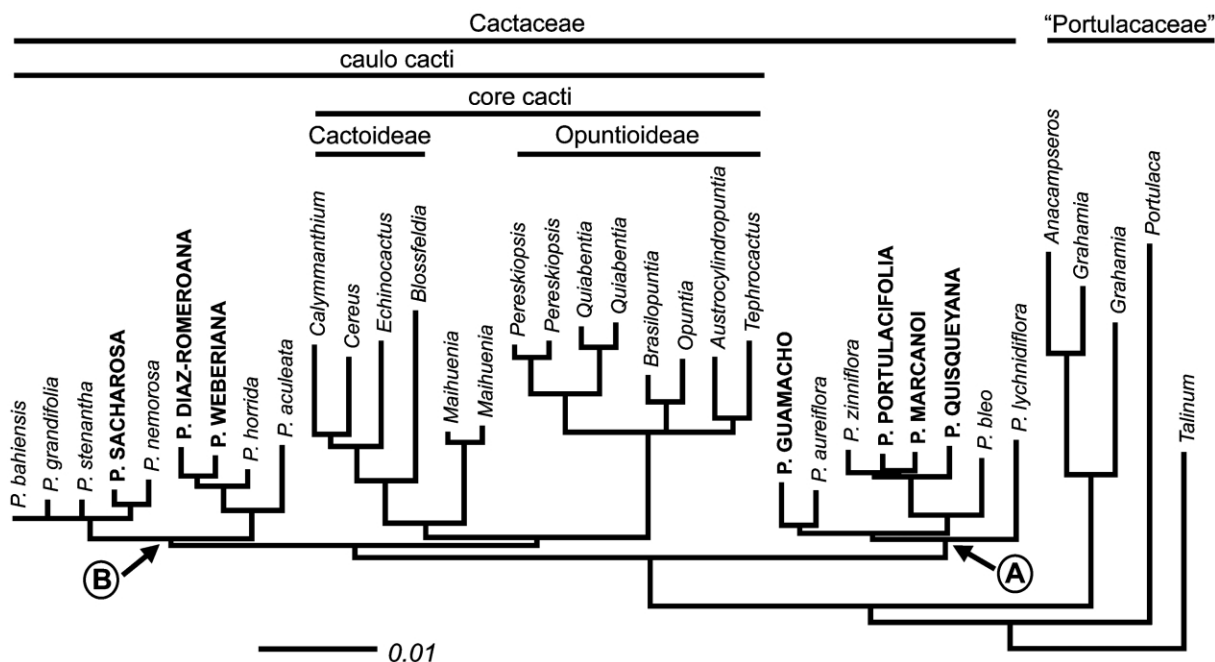 Cactaceae
“Portulacaceae”
caulo cacti
core cacti
Cactoideae
Opuntioideae
P. bahiensis
P. grandifolia
P. stenantha
P. SACHAROSA
P. nemorosa
P. DIAZ-ROMEROANA
P. WEBERIANA
P. horrida
P. aculeata
Calymmanthium
Cereus
Echinocactus
Blossfeldia
Maihuenia
Maihuenia
Pereskiopsis
Pereskiopsis
Quiabentia
Quiabentia
Brasilopuntia
Opuntia
Austrocylindropuntia
Tephrocactus
P. GUAMACHO
P. aureiflora
P. zinniflora
P. PORTULACIFOLIA
P. MARCANOI
P. QUISQUEYANA
P. bleo
P. lychnidiflora
Anacampseros
Grahamia
Grahamia
Portulaca
Talinum
B
A
0.01